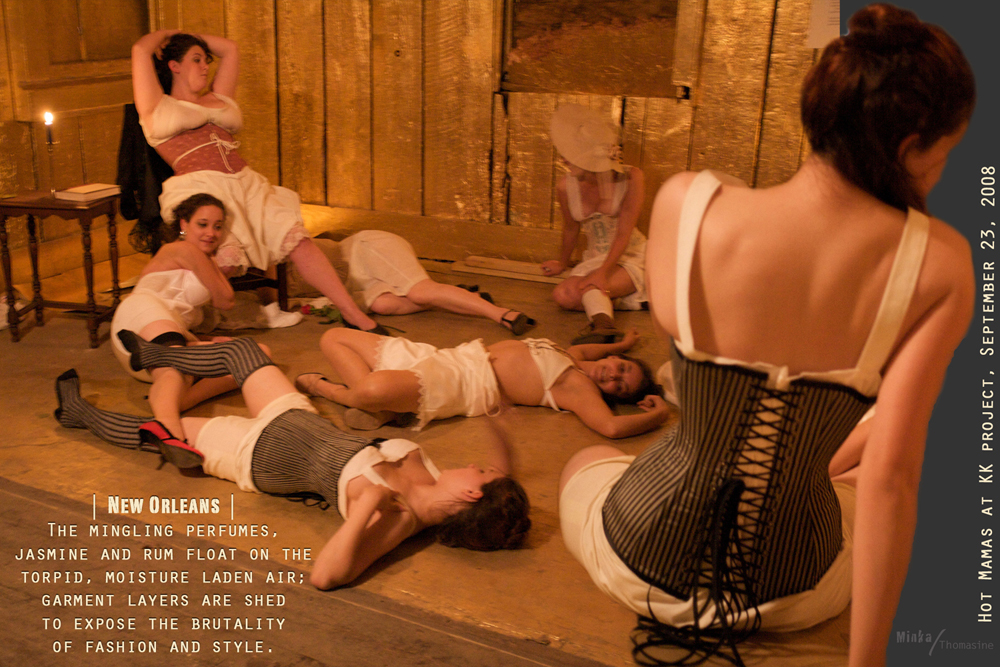 | New Orleans |
The mingling perfumes,
jasmine and rum float on the
torpid, moisture laden air;
garment layers are shed
to expose the brutality
of fashion and style.
Hot Mamas at KK project, September 23, 2008
Minka/Thomasine